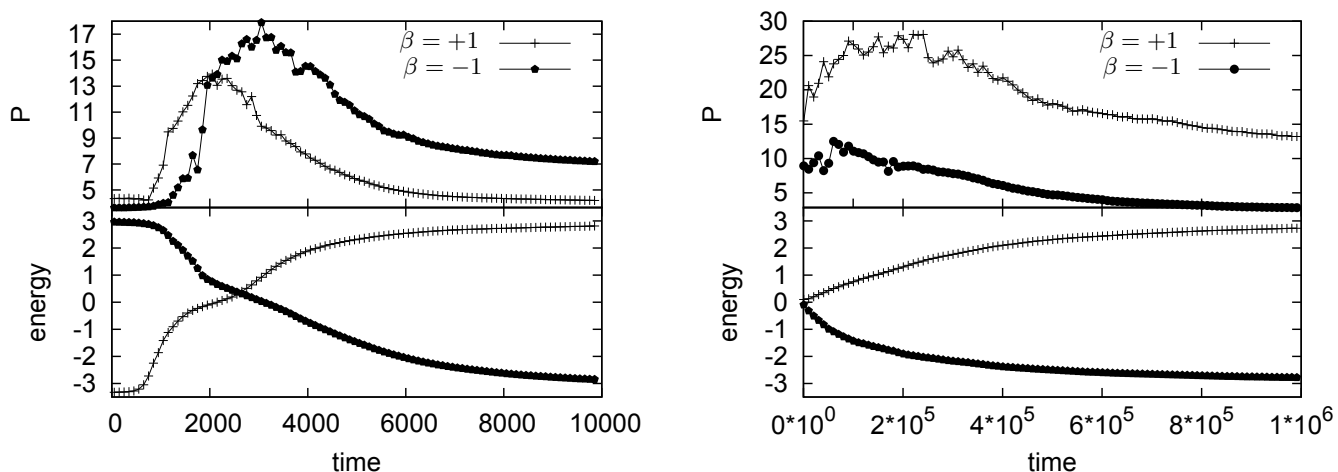 17
15
13
11
9
7
5
P
β = +1
β = −1
3
2
1
0
-1
-2
-3
energy
0 2000 4000 6000 8000 10000
time
30
25
20
15
10
5
P
β = +1
β = −1
3
2
1
0
-1
-2
-3
energy
0*10^0 2*10^5 4*10^5 6*10^5 8*10^5 1*10^6
time